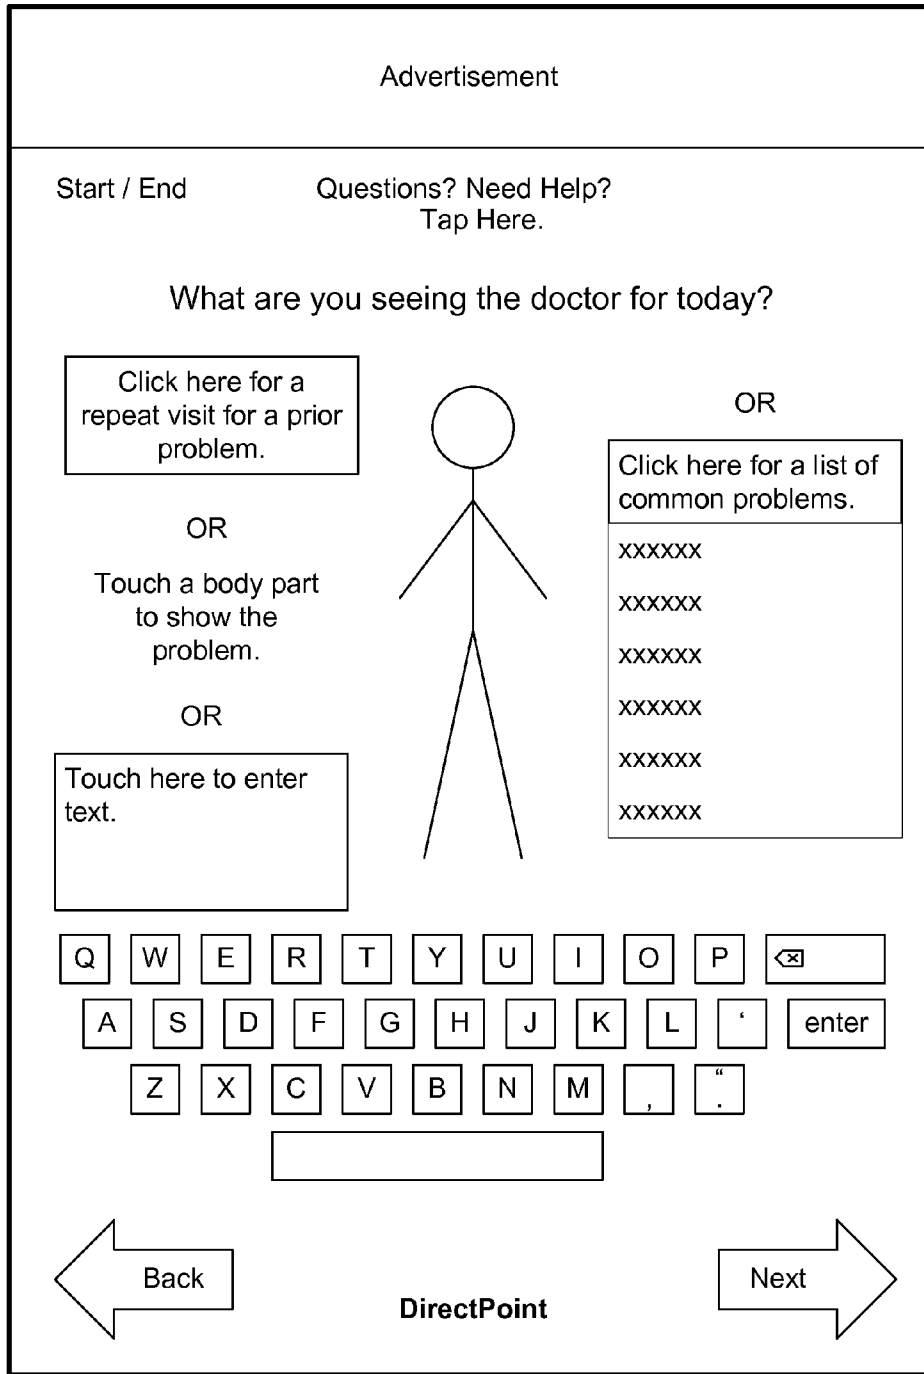 Advertisement
Start / End
Questions? Need Help?
Tap Here.
What are you seeing the doctor for today?
Click here for a
repeat visit for a prior
problem.
OR
Touch a body part
to show the
problem.
OR
Touch here to enter
text.
OR
Click here for a list of
common problems.
xxxxxx
xxxxxx
xxxxxx
xxxxxx
xxxxxx
xxxxxx
Q W E R T Y U I O P
A S D F G H J K L ‘ enter
Z X C V B N M , “ .
Back
DirectPoint
Next